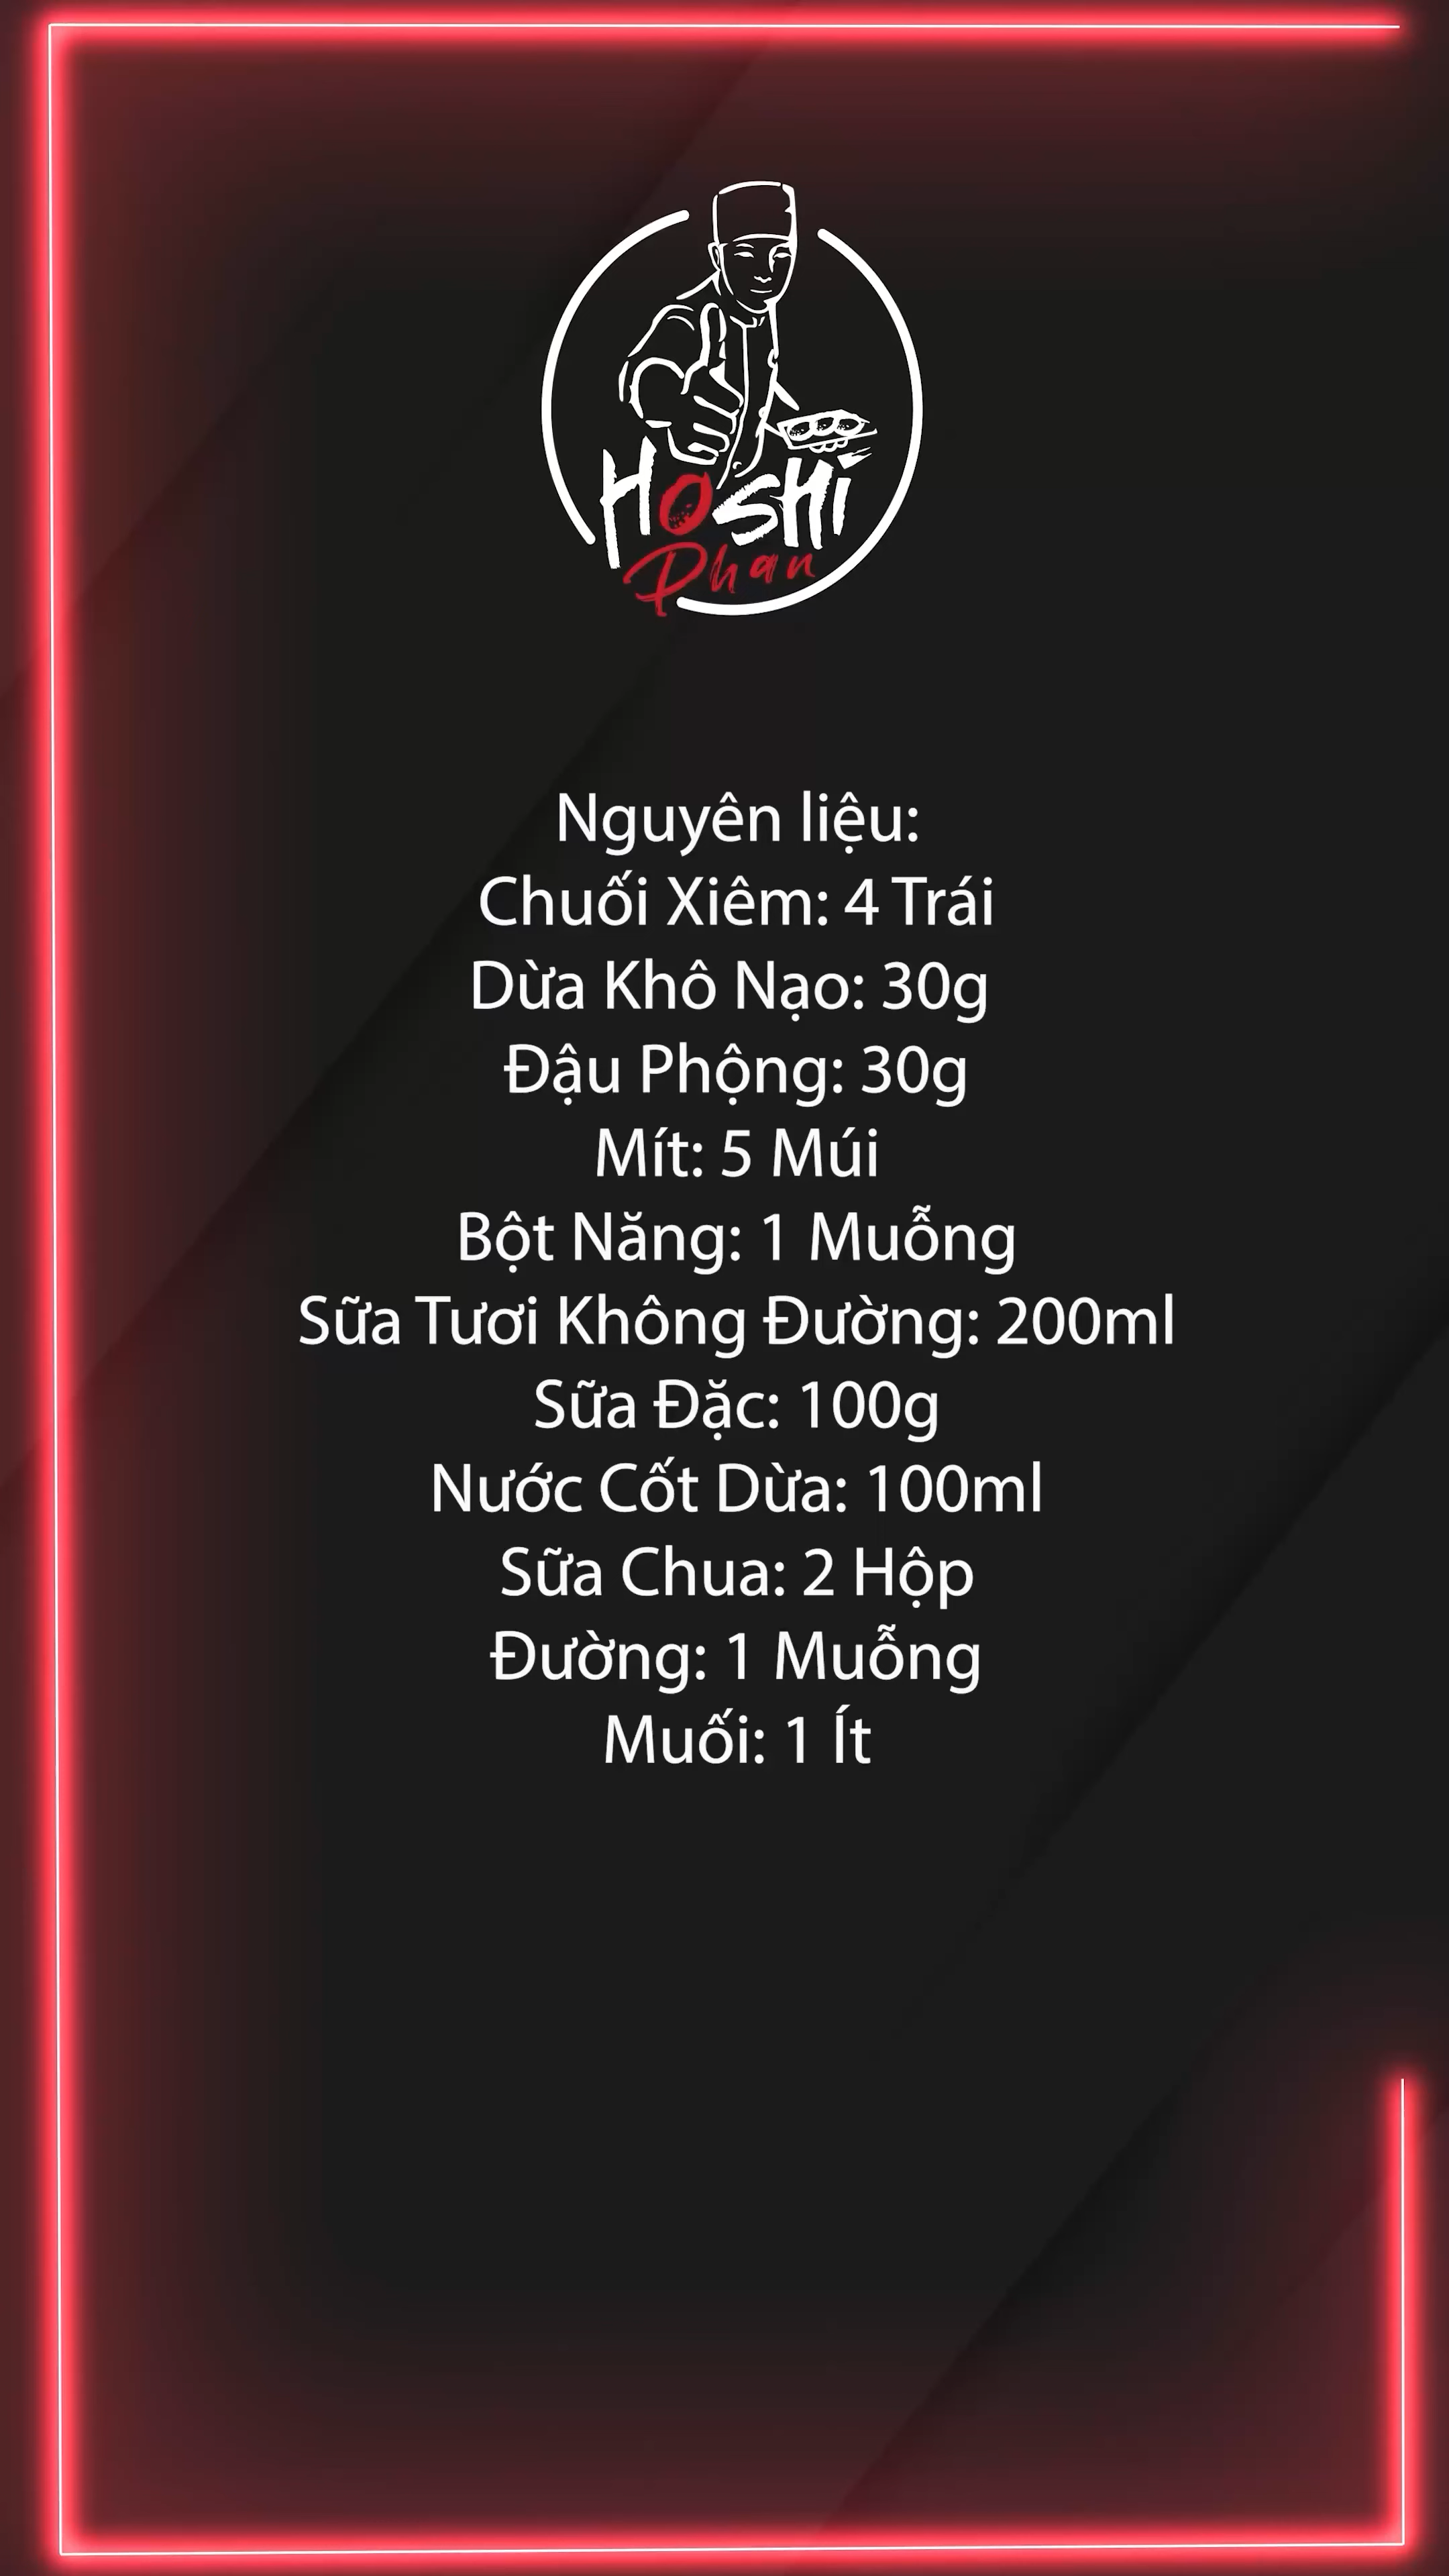 HOSHI
Phan
Nguyên liệu:
Chuối Xiêm: 4 Trái
Dừa Khô Nạo: 30g
Đậu Phộng: 30g
Mít: 5 Múi
Bột Năng: 1 Muỗng
Sữa Tươi Không Đường: 200ml
Sữa Đặc: 100g
Nước Cốt Dừa: 100ml
Sữa Chua: 2 Hộp
Đường: 1 Muỗng
Muối: 1 Ít